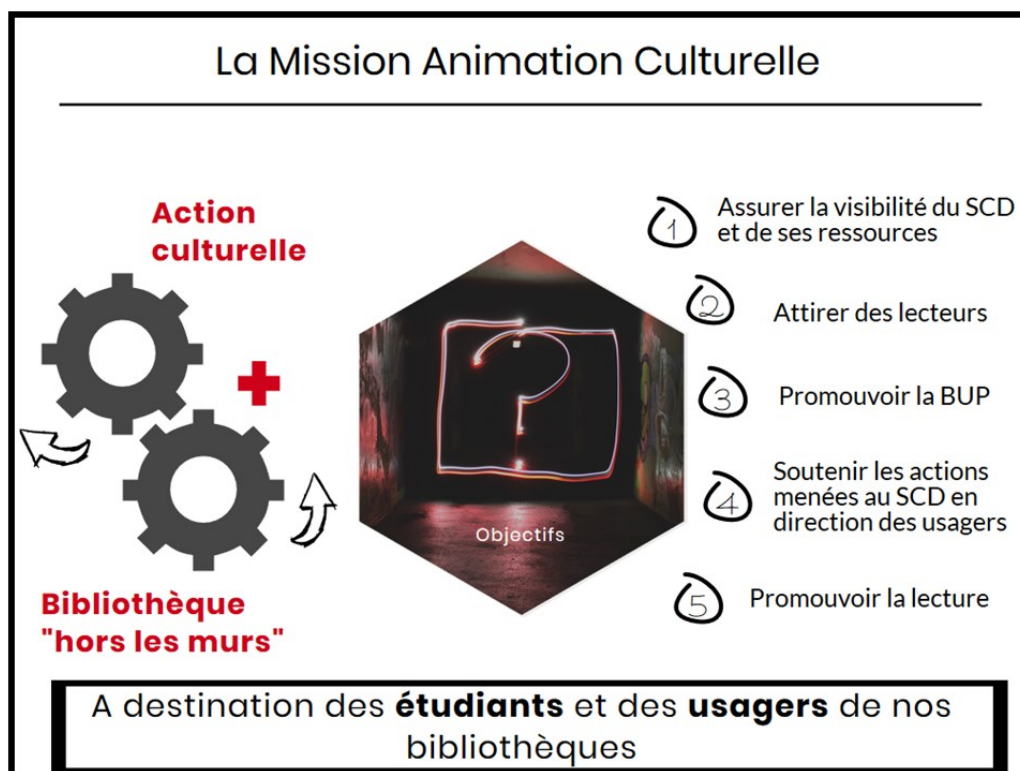 La Mission Animation Culturelle
Action
culturelle
Bibliothèque
"hors les murs"
Objectifs
1
Assurer la visibilité du SCD
et de ses ressources
2
Attirer des lecteurs
3
Promouvoir la BUP
4
Soutenir les actions
menées au SCD en
direction des usagers
5
Promouvoir la lecture
A destination des étudiants et des usagers de nos
bibliothèques